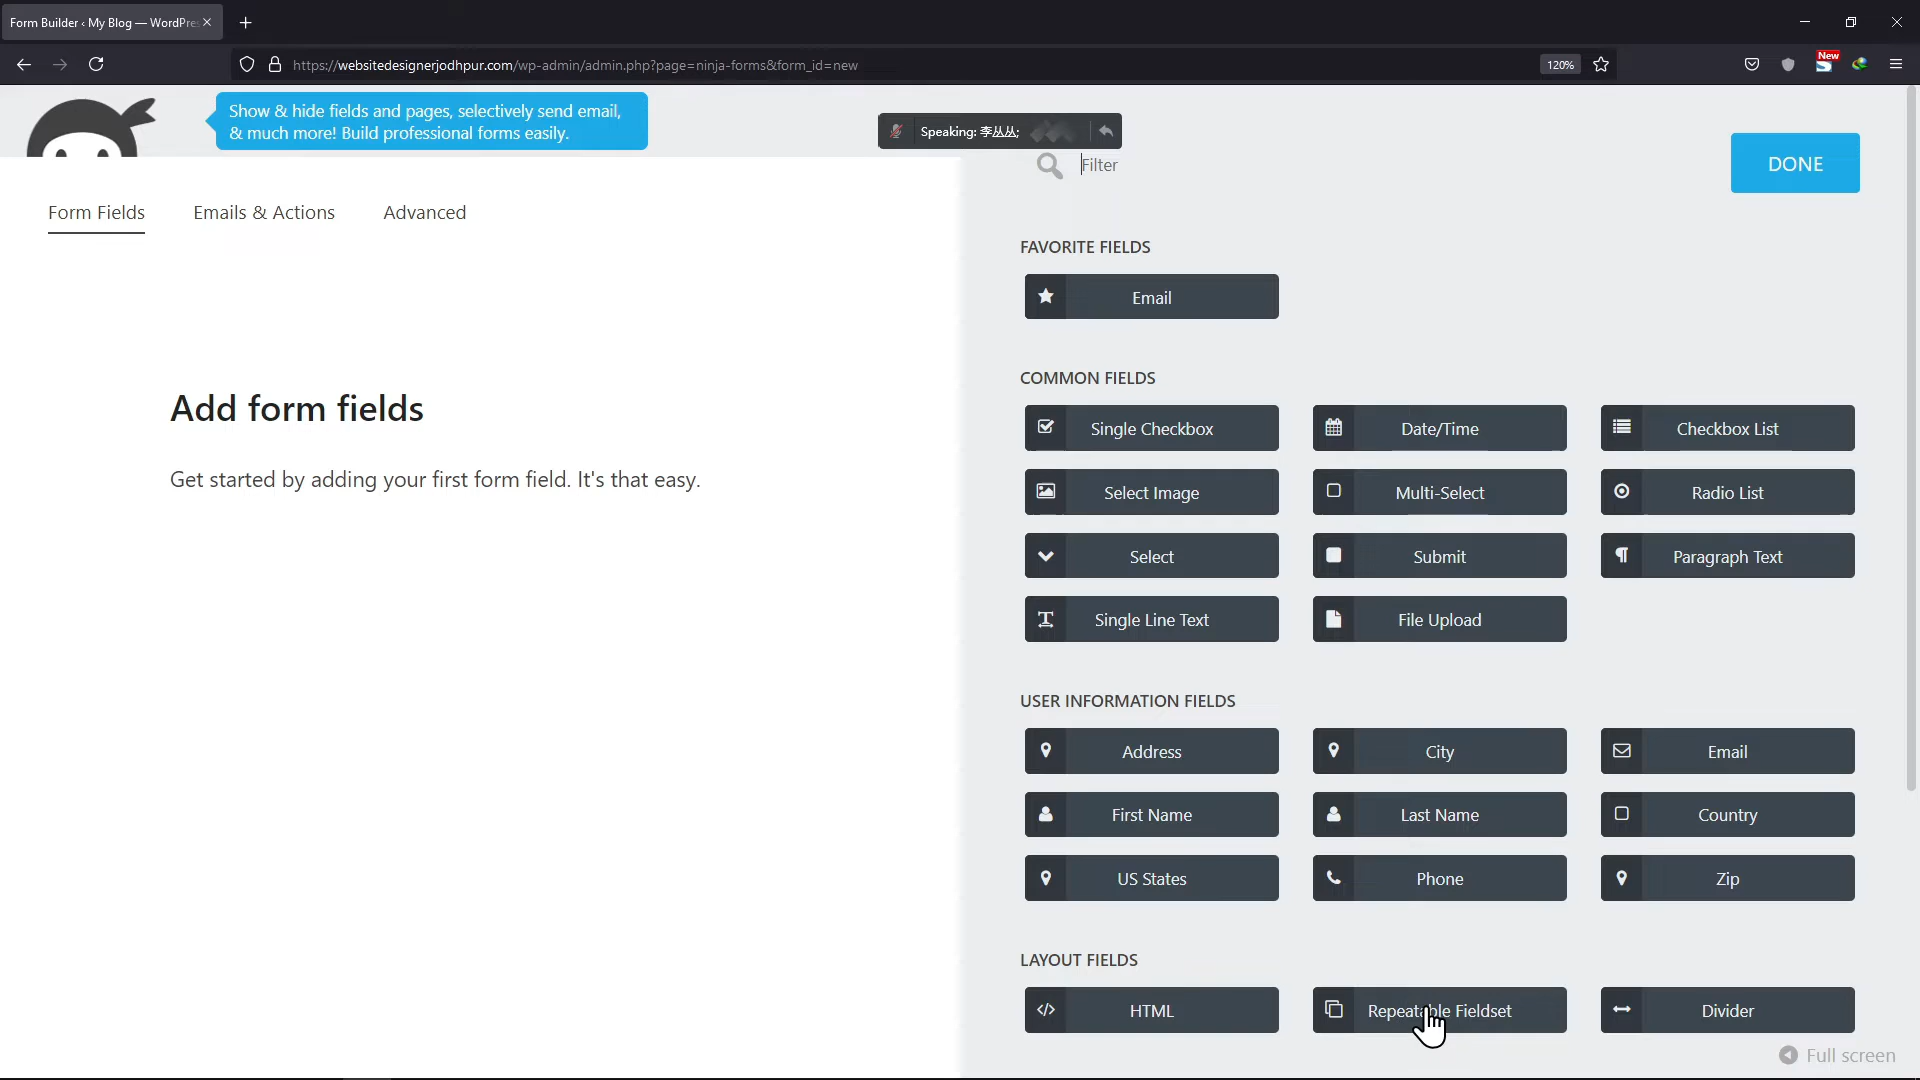 Form Builder ‹ My Blog — WordPres
https://websitedesignerjodhpur.com/wp-admin/admin.php?page=ninja-forms&form_id=new
120%
New
Show & hide fields and pages, selectively send email,
& much more! Build professional forms easily.
Speaking: 李丛丛;
Filter
DONE
Form Fields
Emails & Actions
Advanced
FAVORITE FIELDS
Email
Add form fields
Get started by adding your first form field. It's that easy.
COMMON FIELDS
Single Checkbox
Date/Time
Checkbox List
Select Image
Multi-Select
Radio List
Select
Submit
Paragraph Text
Single Line Text
File Upload
USER INFORMATION FIELDS
Address
City
Email
First Name
Last Name
Country
US States
Phone
Zip
LAYOUT FIELDS
HTML
Repeatable Fieldset
Divider
Full screen